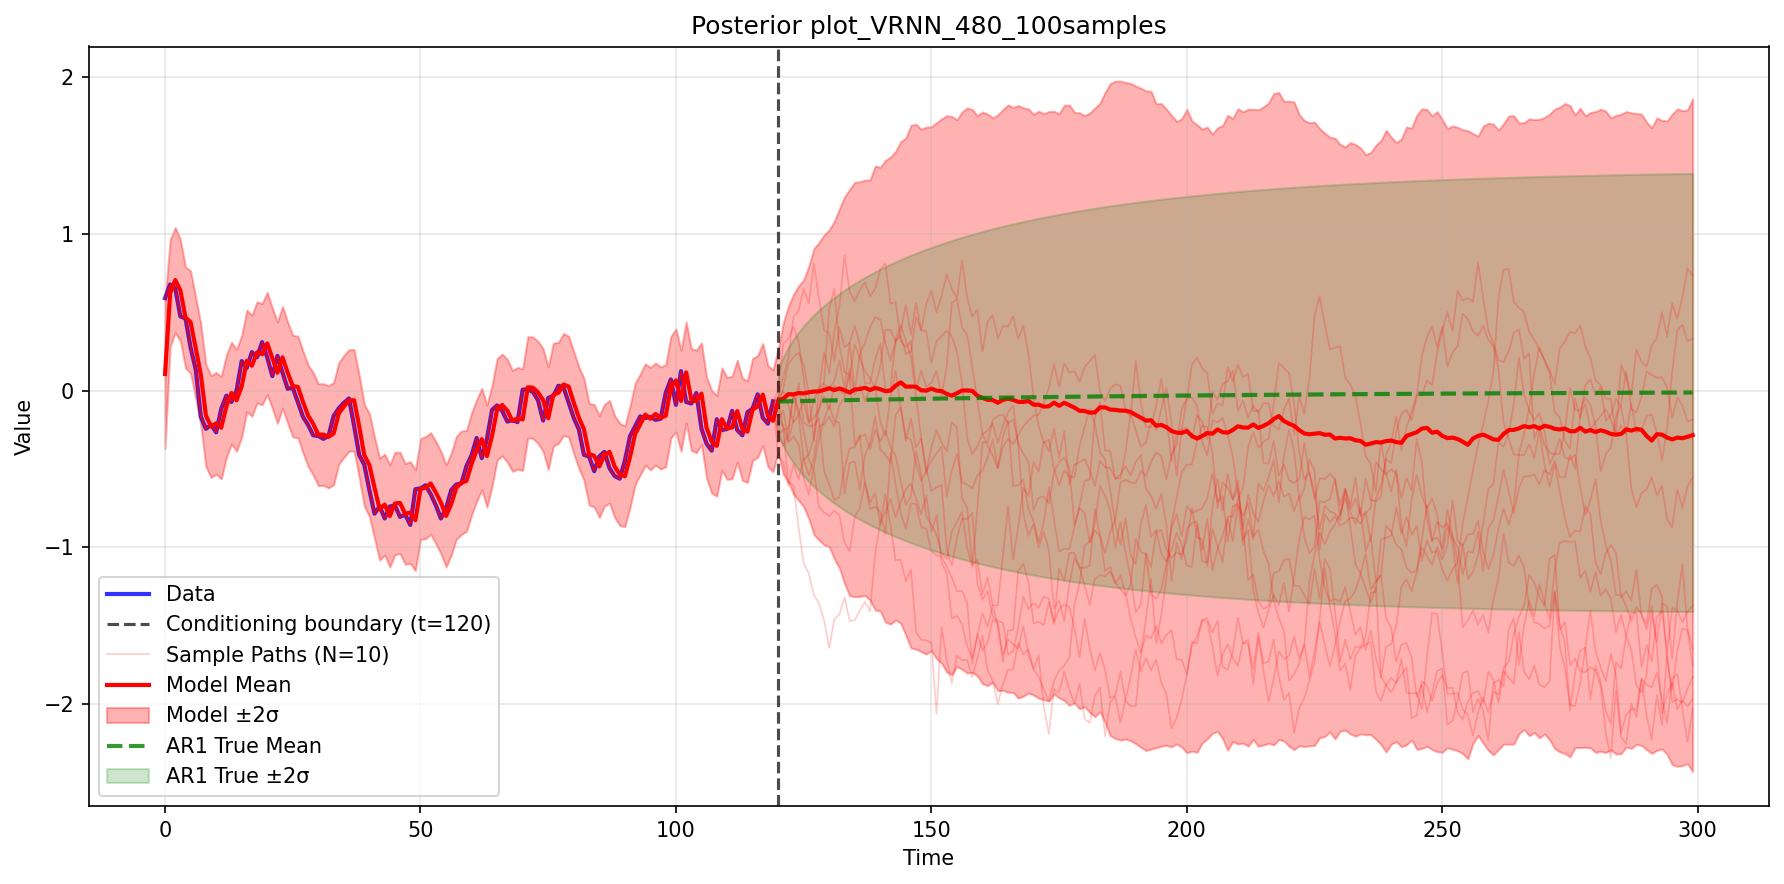 Posterior plot_VRNN_480_100samples
Value
2
1
0
−1
−2
Data
Conditioning boundary (t=120)
Sample Paths (N=10)
Model Mean
Model ±2σ
AR1 True Mean
AR1 True ±2σ
0 50 100 150 200 250 300
Time